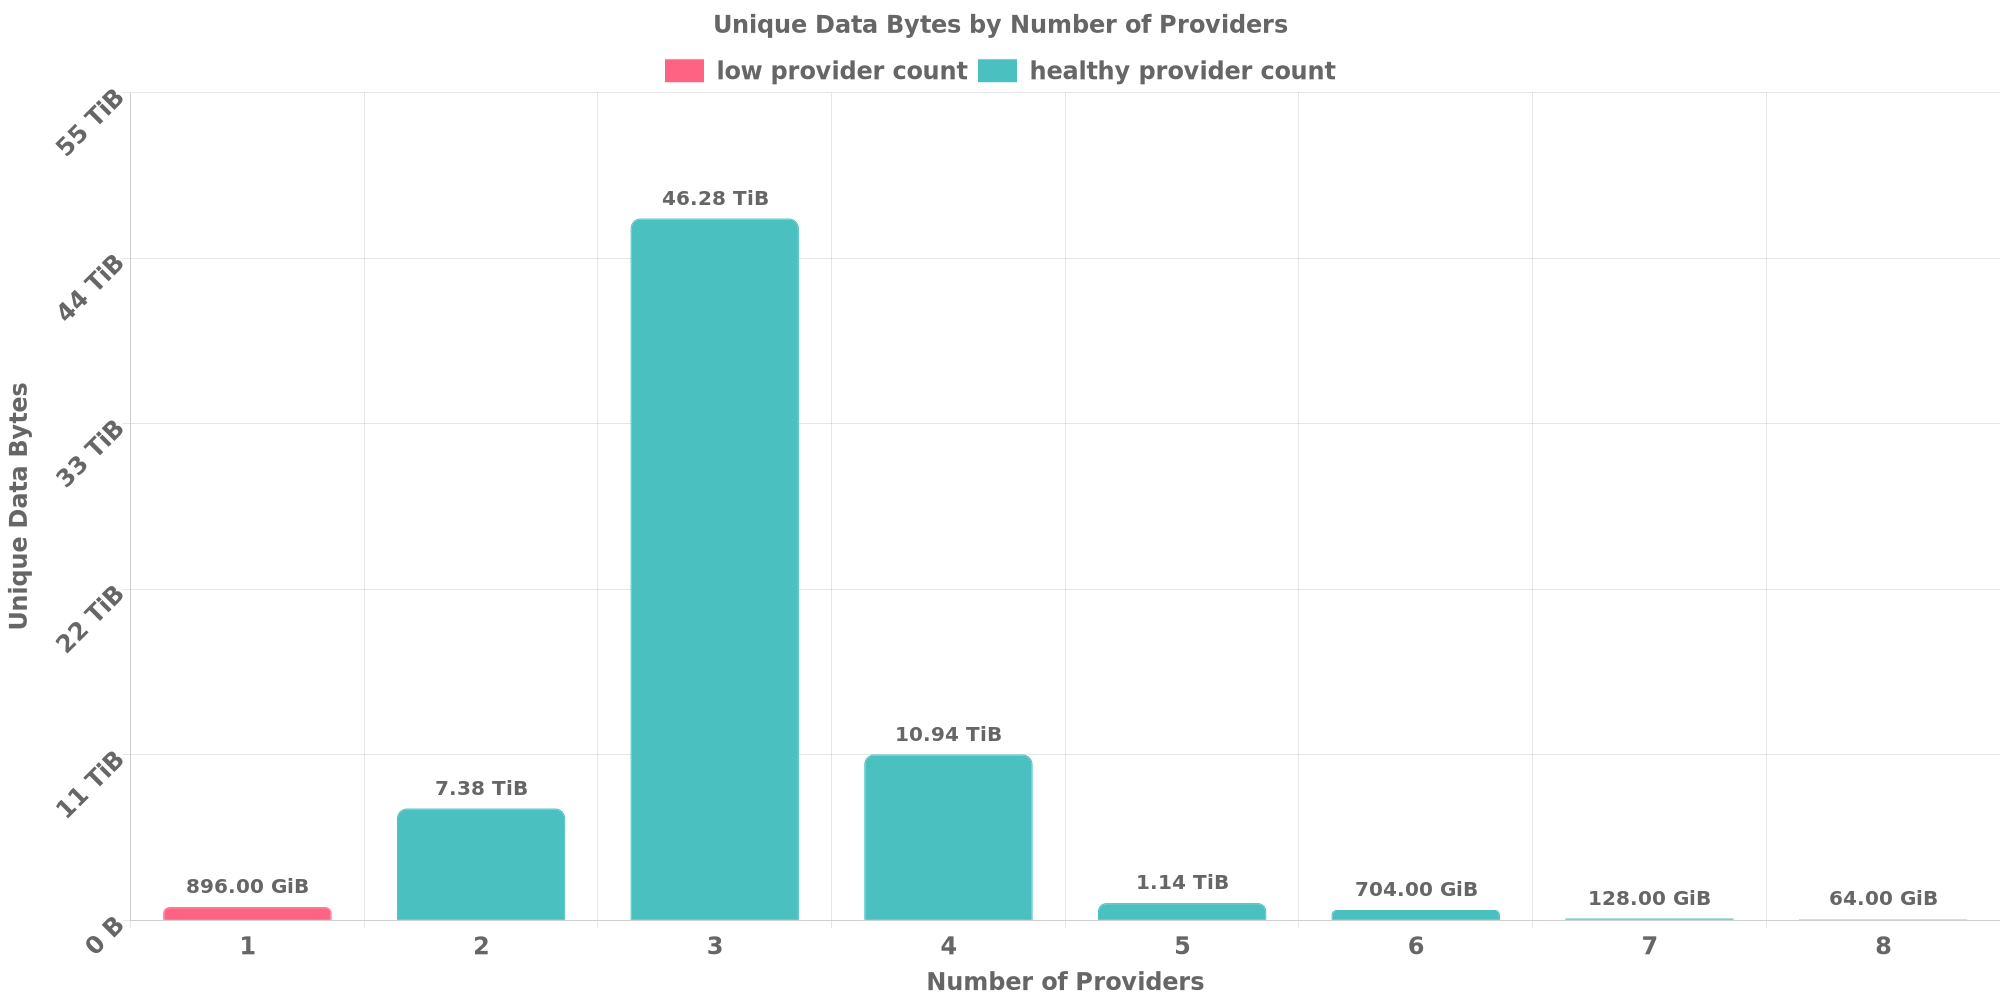 Unique Data Bytes by Number of Providers
low provider count healthy provider count
55 TiB
44 TiB
33 TiB
22 TiB
11 TiB
0 B
Unique Data Bytes
896.00 GiB
7.38 TiB
46.28 TiB
10.94 TiB
1.14 TiB
704.00 GiB
128.00 GiB
64.00 GiB
1 2 3 4 5 6 7 8
Number of Providers